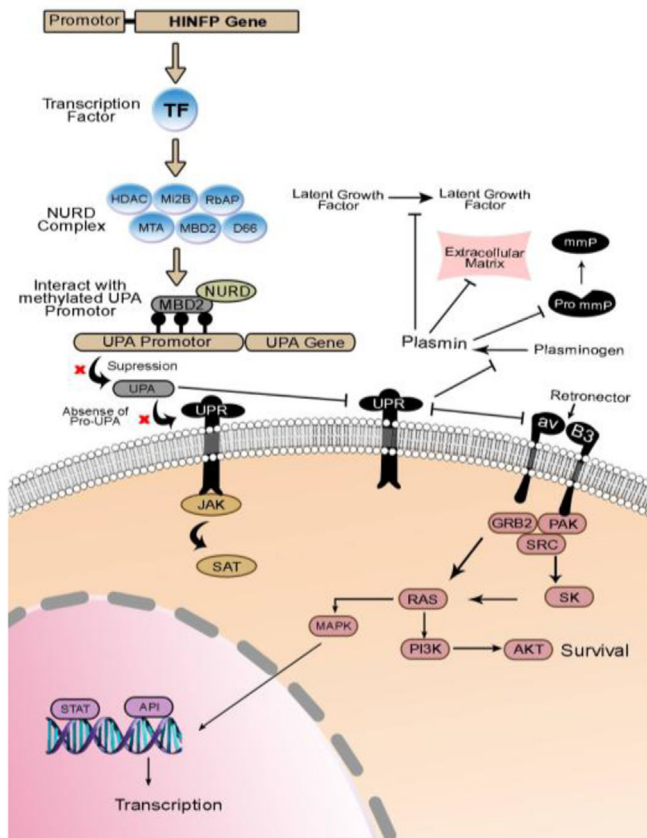 Promotor HINFP Gene
Transcription
Factor
TF
NURD
Complex
HDAC Mi2B RbAP
MTA MBD2 D66
Interact with
methylated UPA
Promotor
MBD2 NURD
UPA Promotor UPA Gene
Supression
UPA
Absense of
Pro-UPA
UPR
JAK
SAT
Latent Growth
Factor
Latent Growth
Factor
Extracellular
Matrix
mmP
Pro mmP
Plasmin
Plasminogen
UPR
Retronector
av B3
GRB2 PAK
SRC
SK
RAS
MAPK
PI3K AKT Survival
STAT API
Transcription